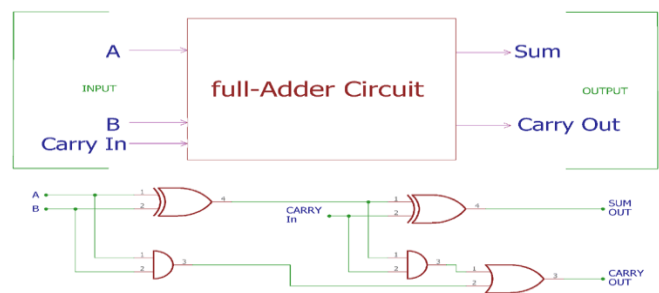 A
Sum
INPUT
full-Adder Circuit
OUTPUT
B
Carry In
Carry Out
A
B
1
2
4
CARRY
In
1
2
4
SUM
OUT
1
2
3
1
2
3
1
2
3
CARRY
OUT